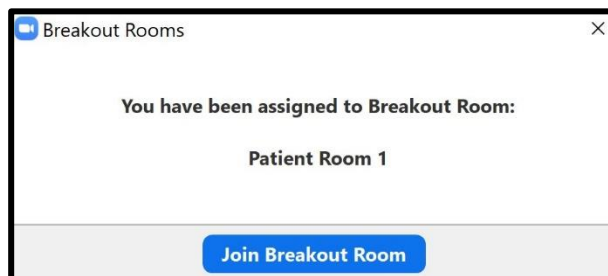 Breakout Rooms
You have been assigned to Breakout Room:
Patient Room 1
Join Breakout Room